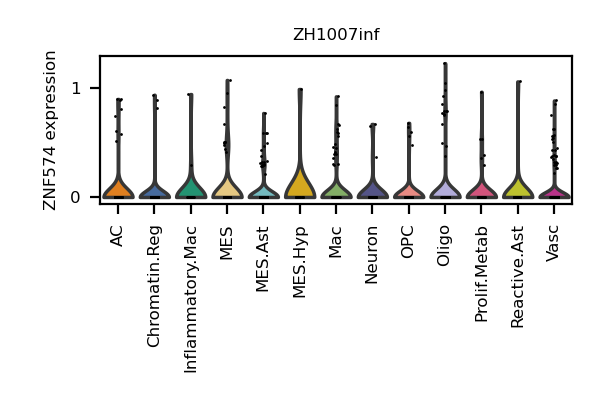 ZH1007inf
ZNF574 expression
1
0
AC
Chromatin.Reg
Inflammatory.Mac
MES
MES.Ast
MES.Hyp
Mac
Neuron
OPC
Oligo
Prolif.Metab
Reactive.Ast
Vasc